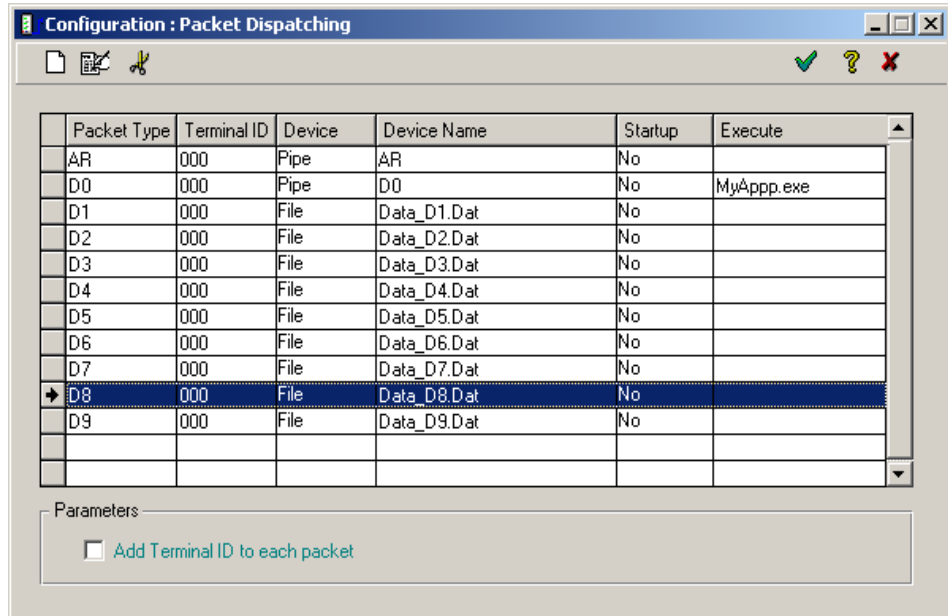 Configuration : Packet Dispatching
Packet Type Terminal ID Device Device Name Startup Execute
AR 000 Pipe AR No
D0 000 Pipe D0 No MyAppp.exe
D1 000 File Data_D1.Dat No
D2 000 File Data_D2.Dat No
D3 000 File Data_D3.Dat No
D4 000 File Data_D4.Dat No
D5 000 File Data_D5.Dat No
D6 000 File Data_D6.Dat No
D7 000 File Data_D7.Dat No
D8 000 File Data_D8.Dat No
D9 000 File Data_D9.Dat No
Parameters
Add Terminal ID to each packet